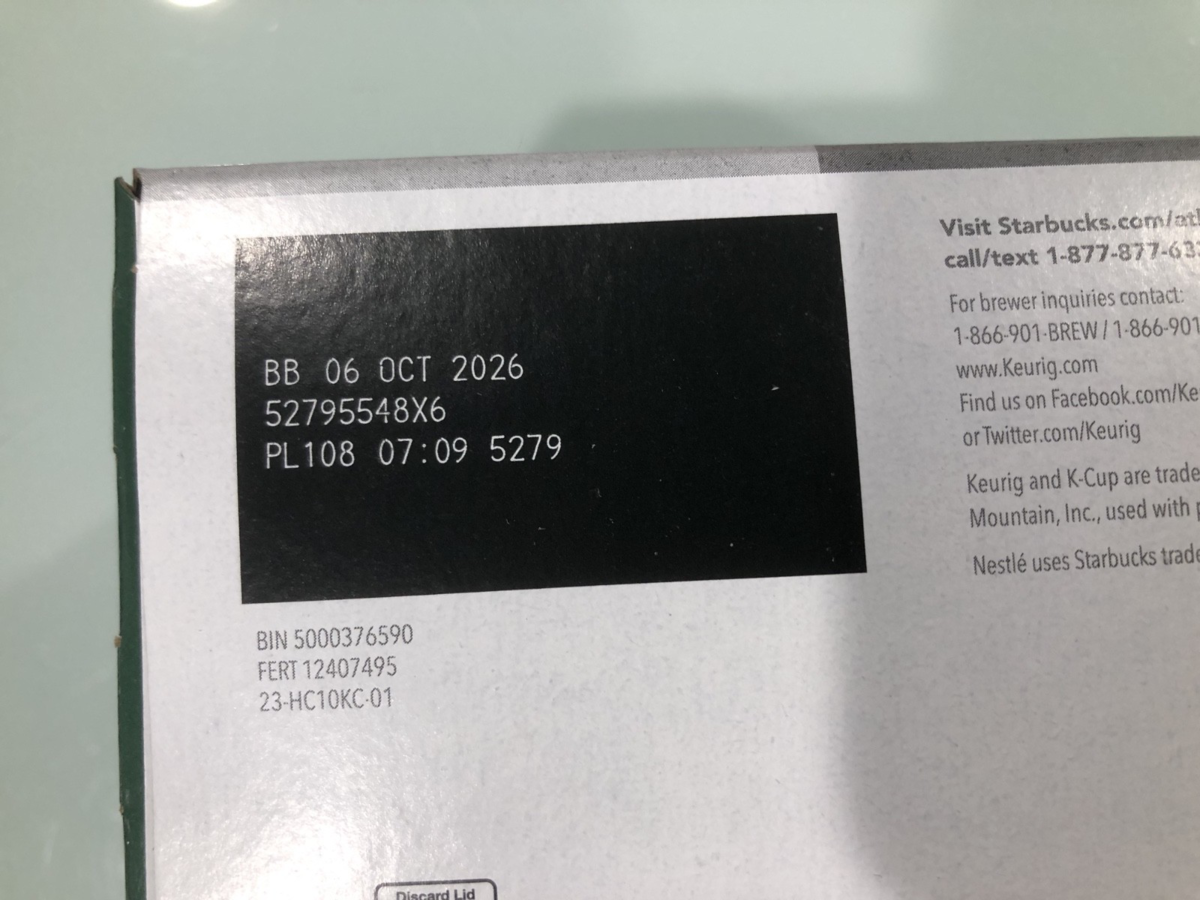 Visit Starbucks.com/
call/text 1-877-877-
For brewer inquiries contact:
1-866-901-BREW / 1-866-901
www.Keurig.com
Find us on Facebook.com/Ke
or Twitter.com/Keurig
Keurig and K-Cup are trade
Mountain, Inc., used with
Nestlé uses Starbucks trade
BB 06 OCT 2026
52795548X6
PL108 07:09 5279
BIN 5000376590
FERT 12407495
23-HC10KC-01
Discard Lid